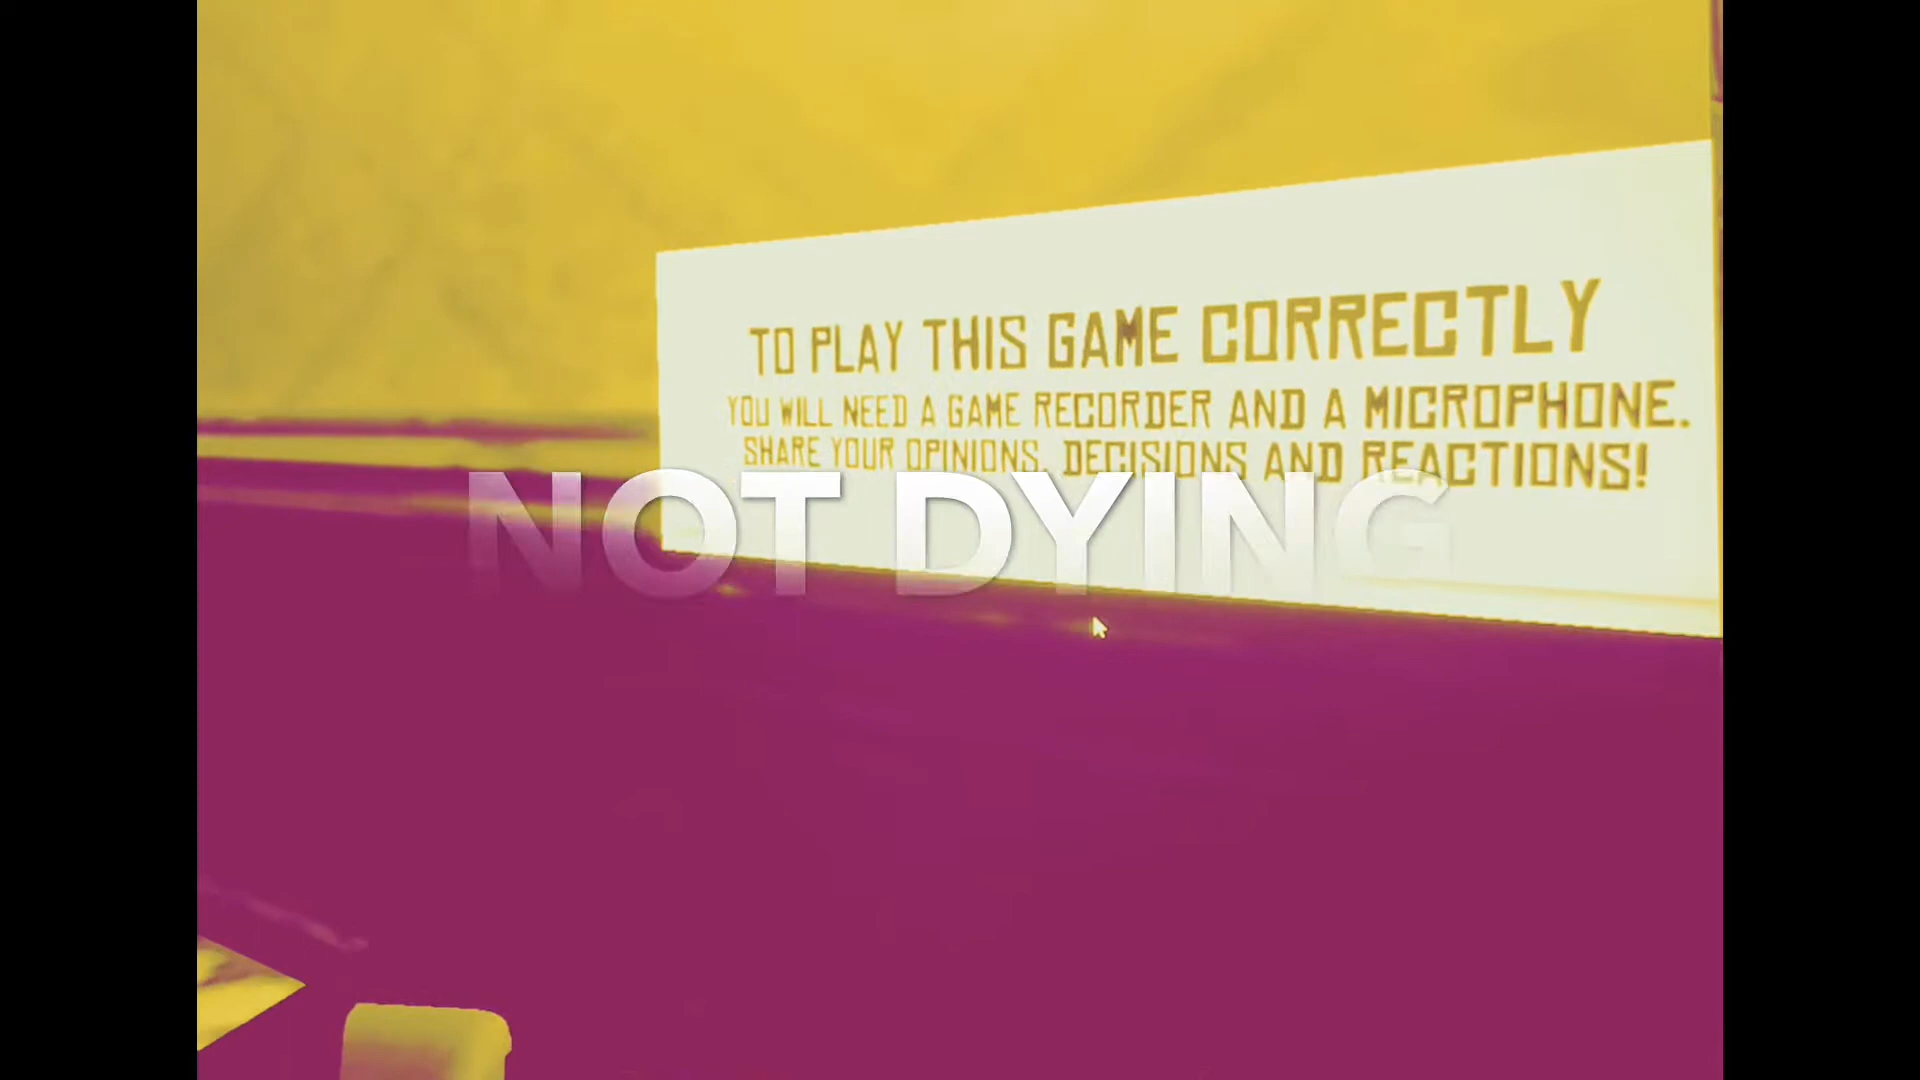 TO PLAY THIS GAME CORRECTLY
YOU WILL NEED A GAME RECORDER AND A MICROPHONE.
SHARE YOUR OPINIONS, DECISIONS AND REACTIONS!
NOT DYING